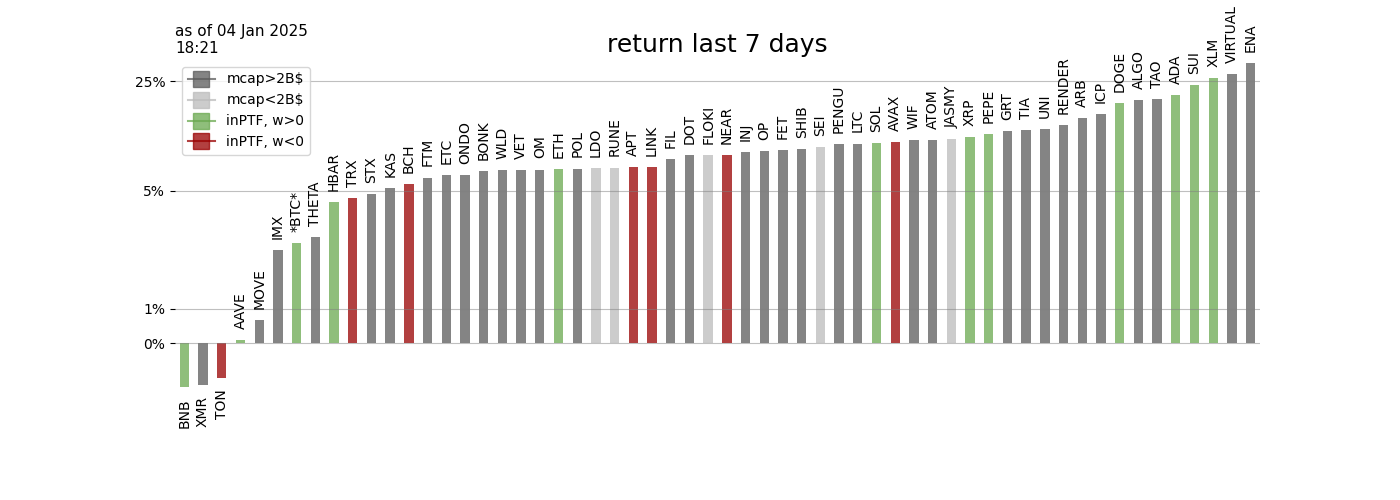 as of 04 Jan 2025
18:21
return last 7 days
mcap>2B$
mcap<2B$
inPTF, w>0
inPTF, w<0
25%
5%
1%
0%
BNB
XMR
TON
AAVE
MOVE
IMX
*BTC*
THETA
HBAR
TRX
STX
KAS
BCH
FTM
ETC
ONDO
BONK
WLD
VET
OM
ETH
POL
LDO
RUNE
APT
LINK
FIL
DOT
FLOKI
NEAR
INJ
OP
FET
SHIB
SEI
PENGU
LTC
SOL
AVAX
WIF
ATOM
JASMY
XRP
PEPE
GRT
TIA
UNI
RENDER
ARB
ICP
DOGE
ALGO
TAO
ADA
SUI
XLM
VIRTUAL
ENA